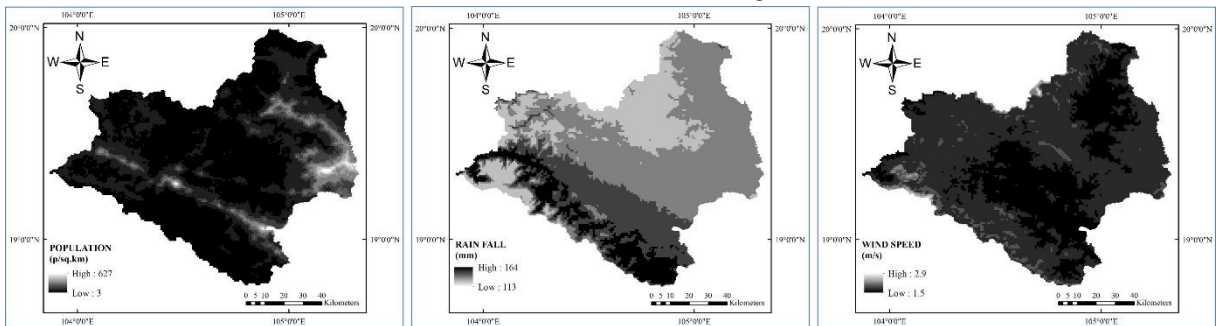 104°0'0"E 105°0'0"E
20°0'0"N 20°0'0"N
N
W E
S
19°0'0"N 19°0'0"N
POPULATION
(p/sq.km)
High : 627
Low : 3
0 5 10 20 30 40
Kilometers
104°0'0"E 105°0'0"E
104°0'0"E 105°0'0"E
20°0'0"N 20°0'0"N
N
W E
S
19°0'0"N 19°0'0"N
RAIN FALL
(mm)
High : 164
Low : 113
0 5 10 20 30 40
Kilometers
104°0'0"E 105°0'0"E
104°0'0"E 105°0'0"E
20°0'0"N 20°0'0"N
N
W E
S
19°0'0"N 19°0'0"N
WIND SPEED
(m/s)
High : 2.9
Low : 1.5
0 5 10 20 30 40
Kilometers
104°0'0"E 105°0'0"E